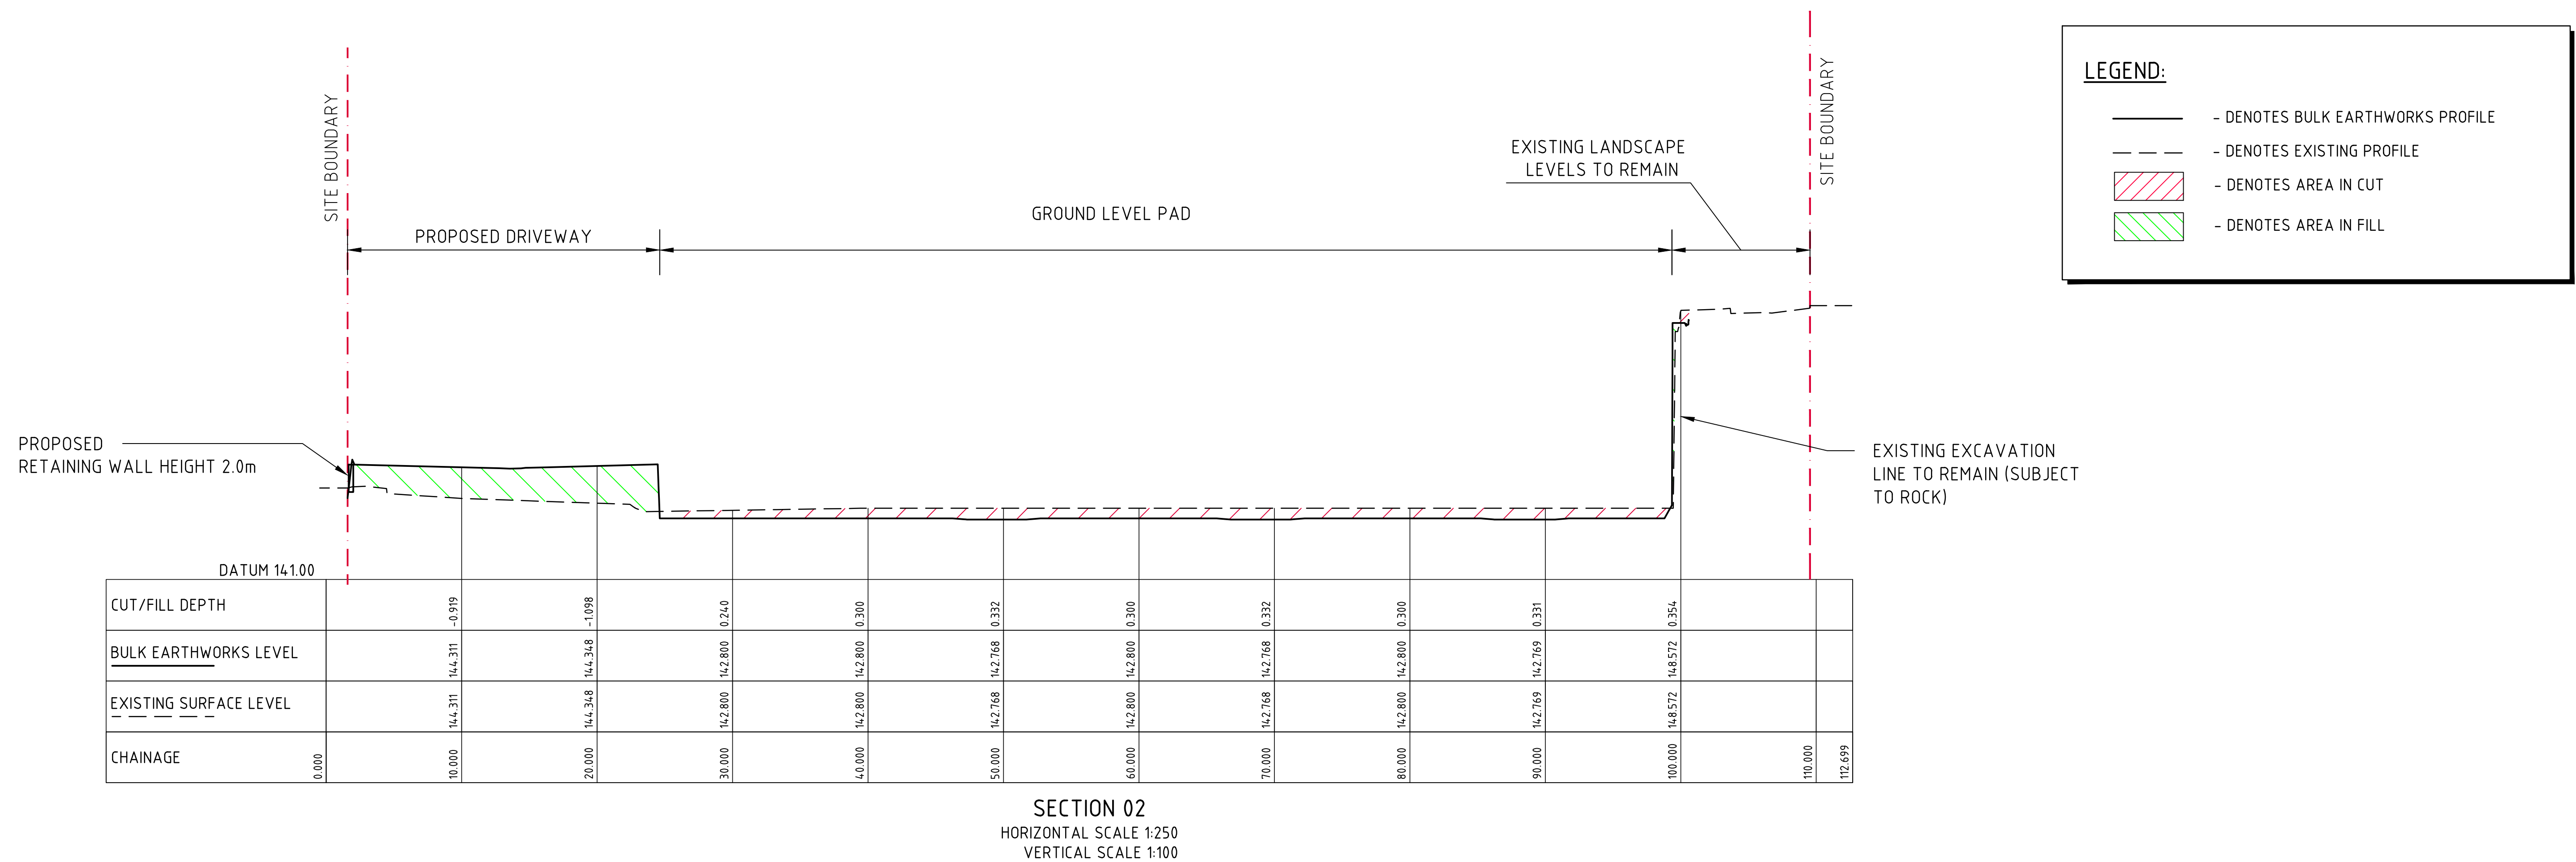 SITE BOUNDARY
PROPOSED DRIVEWAY
GROUND LEVEL PAD
EXISTING LANDSCAPE
LEVELS TO REMAIN
SITE BOUNDARY
LEGEND:
- DENOTES BULK EARTHWORKS PROFILE
- DENOTES EXISTING PROFILE
- DENOTES AREA IN CUT
- DENOTES AREA IN FILL
PROPOSED
RETAINING WALL HEIGHT 2.0m
EXISTING EXCAVATION
LINE TO REMAIN (SUBJECT
TO ROCK)
DATUM 141.00
CUT/FILL DEPTH -0.919 -1.098 0.240 0.300 0.332 0.300 0.332 0.300 0.331 0.354
BULK EARTHWORKS LEVEL 144.311 144.348 142.800 142.800 142.768 142.800 142.768 142.800 142.769 148.572
EXISTING SURFACE LEVEL 144.311 144.348 142.800 142.800 142.768 142.800 142.768 142.800 142.769 148.572
CHAINAGE 0.000 10.000 20.000 30.000 40.000 50.000 60.000 70.000 80.000 90.000 100.000 110.000 112.699
SECTION 02
HORIZONTAL SCALE 1:250
VERTICAL SCALE 1:100